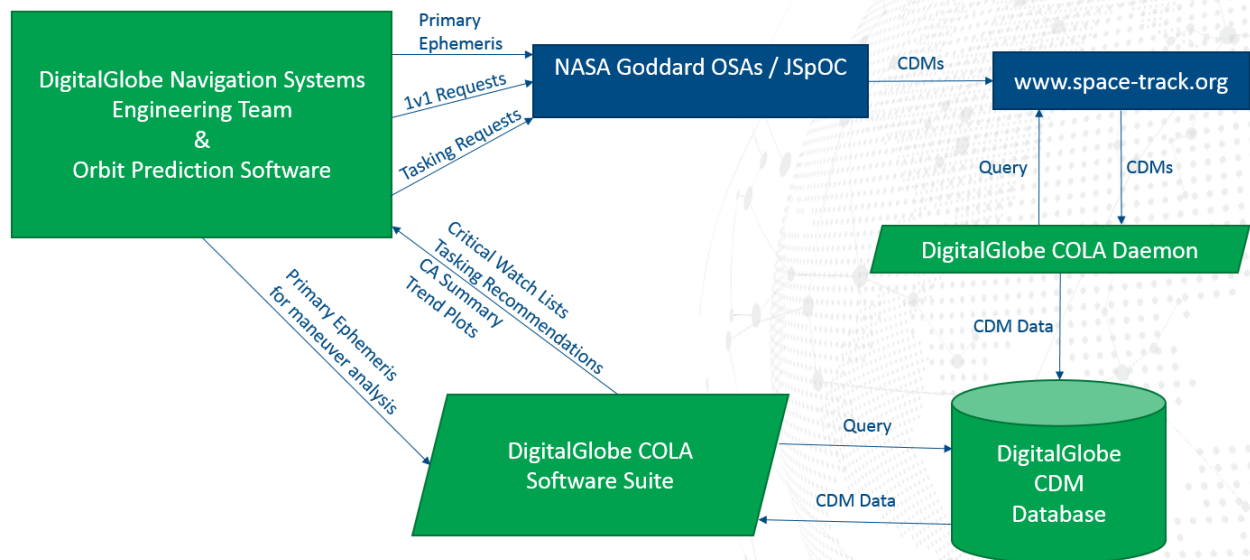 DigitalGlobe Navigation Systems
Engineering Team
&
Orbit Prediction Software
Primary
Ephemeris
1v1 Requests
Tasking Requests
NASA Goddard OSAs / JSpOC
CDMs
www.space-track.org
Query
CDMs
DigitalGlobe COLA Daemon
CDM Data
Critical Watch Lists
Tasking Recommendations
CA Summary
Trend Plots
Primary Ephemeris
for maneuver analysis
DigitalGlobe COLA
Software Suite
Query
CDM Data
DigitalGlobe
CDM
Database